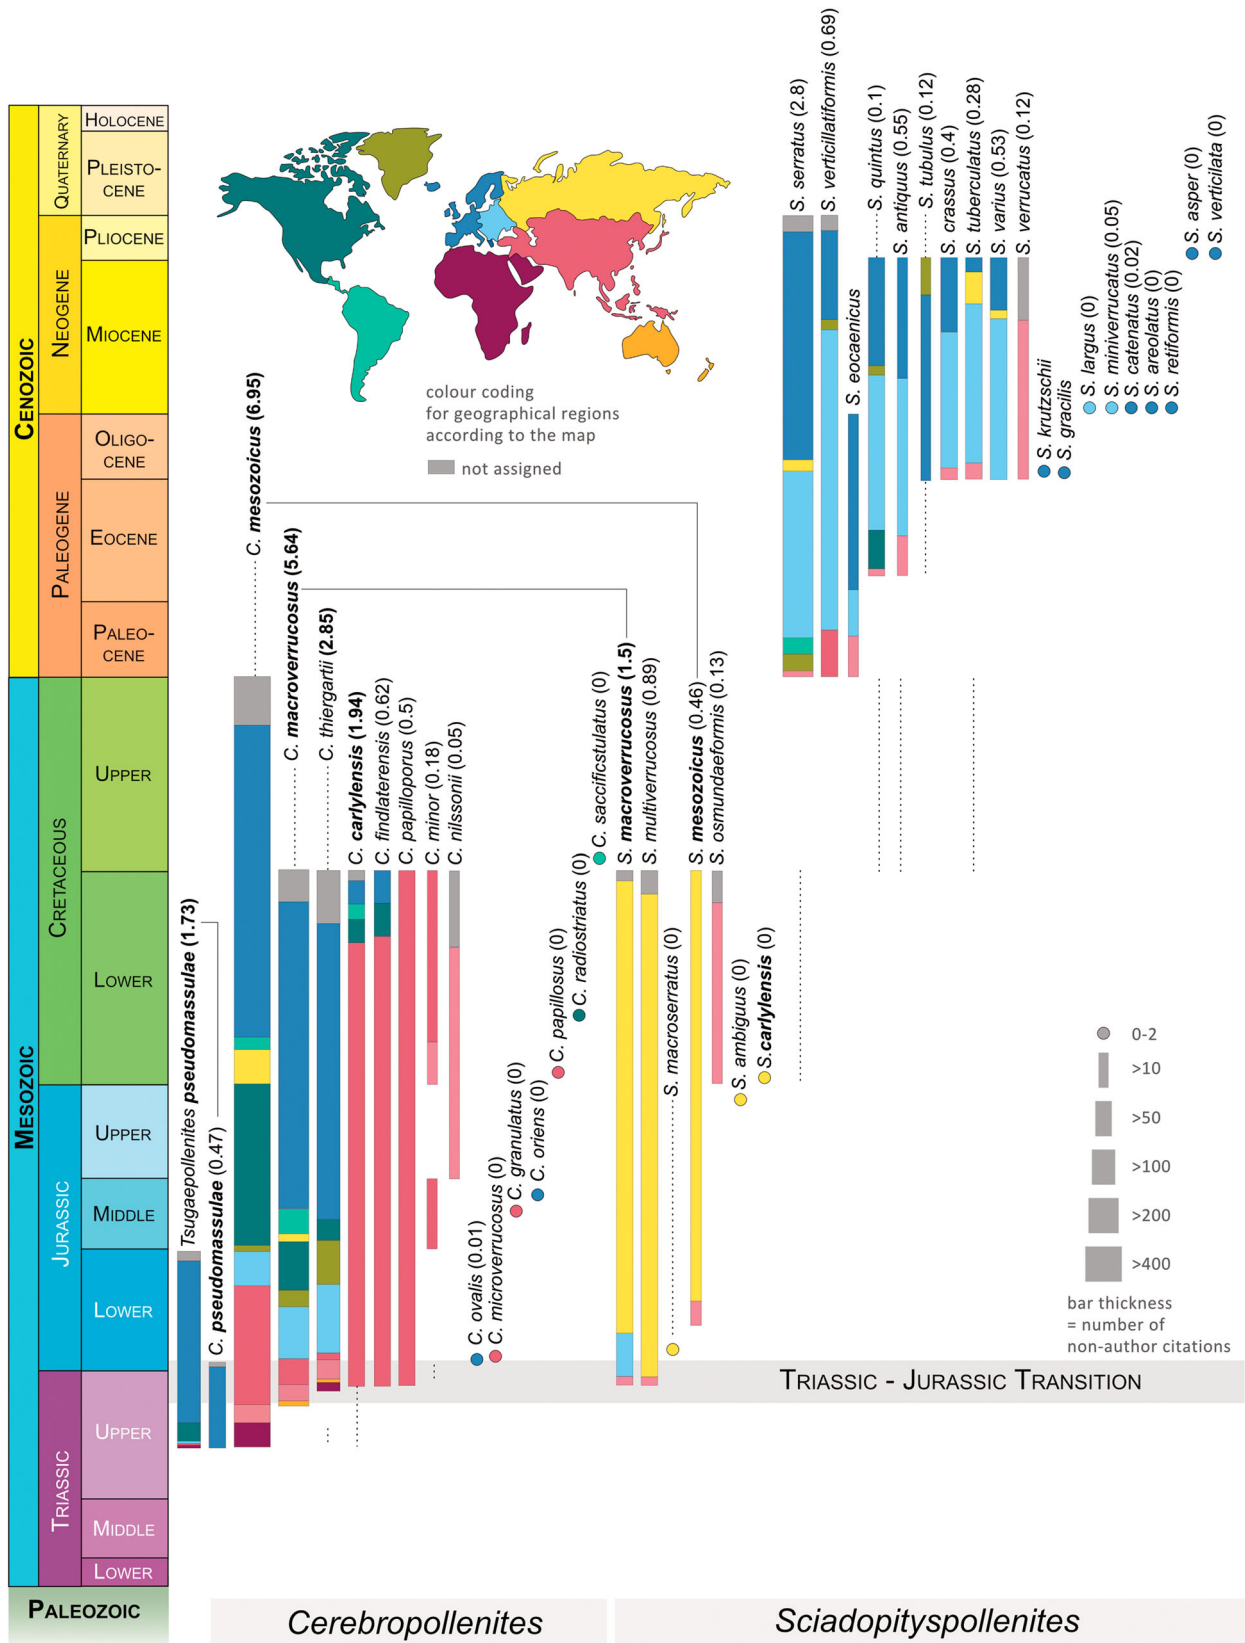 CENOZOIC
MESOZOIC
PALEOZOIC
QUATERNARY
NEOGENE
PALEOGENE
CRETACEOUS
JURASSIC
TRIASSIC
HOLOCENE
PLEISTO-
CENE
PLIOCENE
MIOCENE
OLIGO-
CENE
EOCENE
PALEO-
CENE
UPPER
LOWER
UPPER
MIDDLE
LOWER
UPPER
MIDDLE
LOWER
colour coding
for geographical regions
according to the map
not assigned
Tsugaepollenites pseudomassulae (1.73)
C. pseudomassulae (0.47)
C. mesozoicus (6.95)
C. macroverrucosus (5.64)
C. thiergartii (2.85)
C. carlylensis (1.94)
C. findlaterensis (0.62)
C. papilloporus (0.5)
C. minor (0.18)
C. nilssonii (0.05)
C. ovalis (0.01)
C. microverrucosus (0)
C. granulatus (0)
C. oriens (0)
C. papillosus (0)
C. radiostriatus (0)
C. saccificstulatus (0)
S. macroverrucosus (1.5)
S. multiverrucosus (0.89)
S. macroserratus (0)
S. mesozoicus (0.46)
S. osmundaeformis (0.13)
S. ambiguus (0)
S.carlylensis (0)
S. serratus (2.8)
S. verticillatiformis (0.69)
S. eocaenicus
S. quintus (0.1)
S. antiquus (0.55)
S. tubulus (0.12)
S. crassus (0.4)
S. tuberculatus (0.28)
S. varius (0.53)
S. verrucatus (0.12)
S. krutzschii
S. gracilis
S. largus (0)
S. miniverrucatus (0.05)
S. catenatus (0.02)
S. areolatus (0)
S. retiformis (0)
S. asper (0)
S. verticilata (0)
0-2
>10
>50
>100
>200
>400
bar thickness
= number of
non-author citations
TRIASSIC - JURASSIC TRANSITION
Cerebropollenites
Sciadopityspollenites